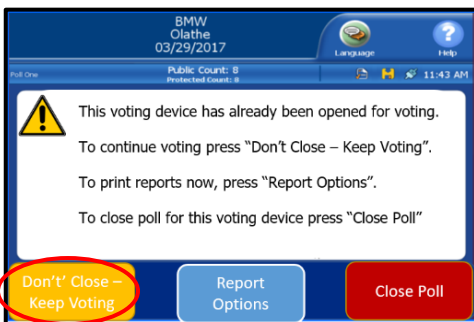 BMW
Olathe
03/29/2017
Language
Help
Poll One
Public Count: 8
Protected Count: 8
11:43 AM
This voting device has already been opened for voting.
To continue voting press “Don’t Close – Keep Voting”.
To print reports now, press “Report Options”.
To close poll for this voting device press “Close Poll”
Don’t’ Close –
Keep Voting
Report
Options
Close Poll